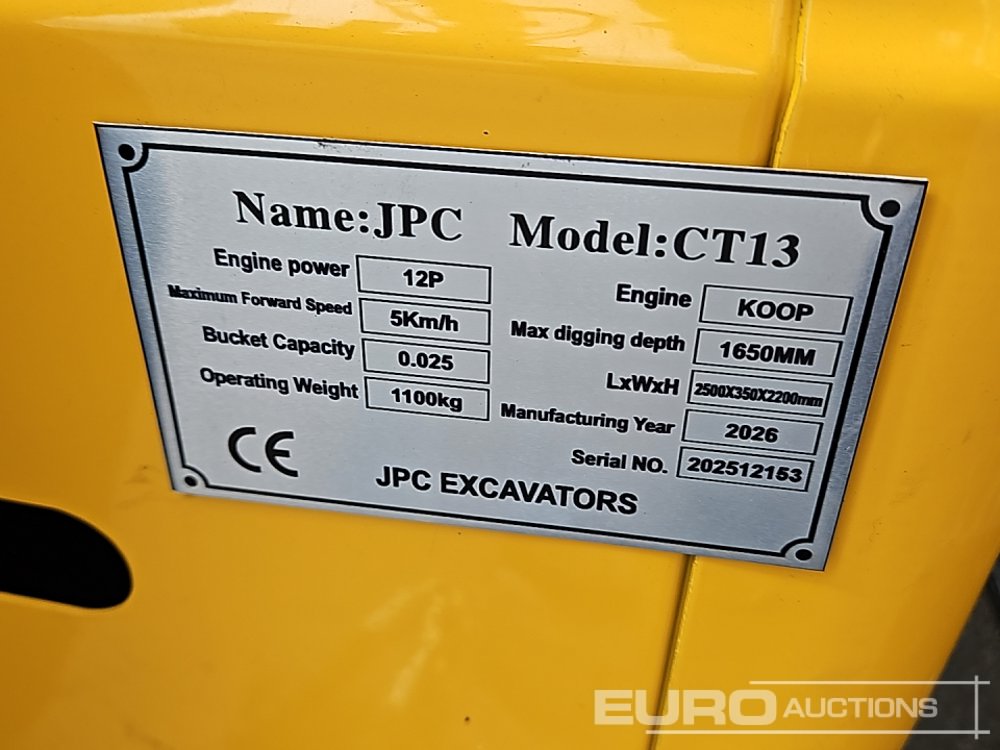 Name:JPC Model:CT13
Engine power 12P
Maximum Forward Speed 5Km/h
Bucket Capacity 0.025
Operating Weight 1100kg
Engine KOOP
Max digging depth 1650MM
LxWxH 2500X350X2200mm
Manufacturing Year 2026
Serial NO. 202512153
CE
JPC EXCAVATORS
EURO AUCTIONS